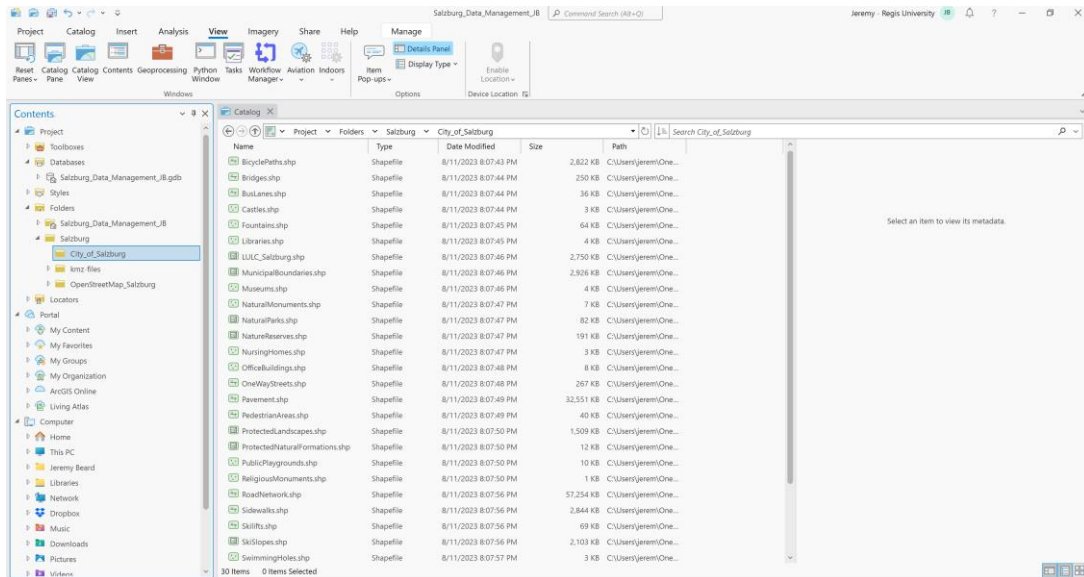 Salzburg_Data_Management_JB
Command Search (Alt+Q)
Jeremy - Regis University
JB
?
Project Catalog Insert Analysis View Imagery Share Help Manage
Reset Panes
Catalog Pane
Catalog View
Contents
Geoprocessing
Python Window
Tasks
Workflow Manager
Aviation
Indoors
Windows
Item Pop-ups
Details Panel
Display Type
Options
Enable Location
Device Location
Contents
Project
Toolboxes
Databases
Salzburg_Data_Management_JB.gdb
Styles
Folders
Salzburg_Data_Management_JB
Salzburg
City_of_Salzburg
kmz-files
OpenStreetMap_Salzburg
Locators
Portal
My Content
My Favorites
My Groups
My Organization
ArcGIS Online
Living Atlas
Computer
Home
This PC
Jeremy Beard
Libraries
Network
Dropbox
Music
Downloads
Pictures
Videos
Catalog
Project Folders Salzburg City_of_Salzburg
Search City_of_Salzburg
Name Type Date Modified Size Path
BicyclePaths.shp Shapefile 8/11/2023 8:07:43 PM 2,822 KB C:\Users\jerem\One...
Bridges.shp Shapefile 8/11/2023 8:07:44 PM 250 KB C:\Users\jerem\One...
BusLanes.shp Shapefile 8/11/2023 8:07:44 PM 36 KB C:\Users\jerem\One...
Castles.shp Shapefile 8/11/2023 8:07:44 PM 3 KB C:\Users\jerem\One...
Fountains.shp Shapefile 8/11/2023 8:07:45 PM 64 KB C:\Users\jerem\One...
Libraries.shp Shapefile 8/11/2023 8:07:45 PM 4 KB C:\Users\jerem\One...
LULC_Salzburg.shp Shapefile 8/11/2023 8:07:46 PM 2,750 KB C:\Users\jerem\One...
MunicipalBoundaries.shp Shapefile 8/11/2023 8:07:46 PM 2,926 KB C:\Users\jerem\One...
Museums.shp Shapefile 8/11/2023 8:07:46 PM 4 KB C:\Users\jerem\One...
NaturalMonuments.shp Shapefile 8/11/2023 8:07:47 PM 7 KB C:\Users\jerem\One...
NaturalParks.shp Shapefile 8/11/2023 8:07:47 PM 82 KB C:\Users\jerem\One...
NatureReserves.shp Shapefile 8/11/2023 8:07:47 PM 191 KB C:\Users\jerem\One...
NursingHomes.shp Shapefile 8/11/2023 8:07:47 PM 3 KB C:\Users\jerem\One...
OfficeBuildings.shp Shapefile 8/11/2023 8:07:48 PM 8 KB C:\Users\jerem\One...
OneWayStreets.shp Shapefile 8/11/2023 8:07:48 PM 267 KB C:\Users\jerem\One...
Pavement.shp Shapefile 8/11/2023 8:07:49 PM 32,551 KB C:\Users\jerem\One...
PedestrianAreas.shp Shapefile 8/11/2023 8:07:49 PM 40 KB C:\Users\jerem\One...
ProtectedLandscapes.shp Shapefile 8/11/2023 8:07:50 PM 1,509 KB C:\Users\jerem\One...
ProtectedNaturalFormations.shp Shapefile 8/11/2023 8:07:50 PM 12 KB C:\Users\jerem\One...
PublicPlaygrounds.shp Shapefile 8/11/2023 8:07:50 PM 10 KB C:\Users\jerem\One...
ReligiousMonuments.shp Shapefile 8/11/2023 8:07:50 PM 1 KB C:\Users\jerem\One...
RoadNetwork.shp Shapefile 8/11/2023 8:07:56 PM 57,254 KB C:\Users\jerem\One...
Sidewalks.shp Shapefile 8/11/2023 8:07:56 PM 2,844 KB C:\Users\jerem\One...
Skilifts.shp Shapefile 8/11/2023 8:07:56 PM 69 KB C:\Users\jerem\One...
SkiSlopes.shp Shapefile 8/11/2023 8:07:56 PM 2,103 KB C:\Users\jerem\One...
SwimmingHoles.shp Shapefile 8/11/2023 8:07:57 PM 3 KB C:\Users\jerem\One...
30 Items 0 Items Selected
Select an item to view its metadata.